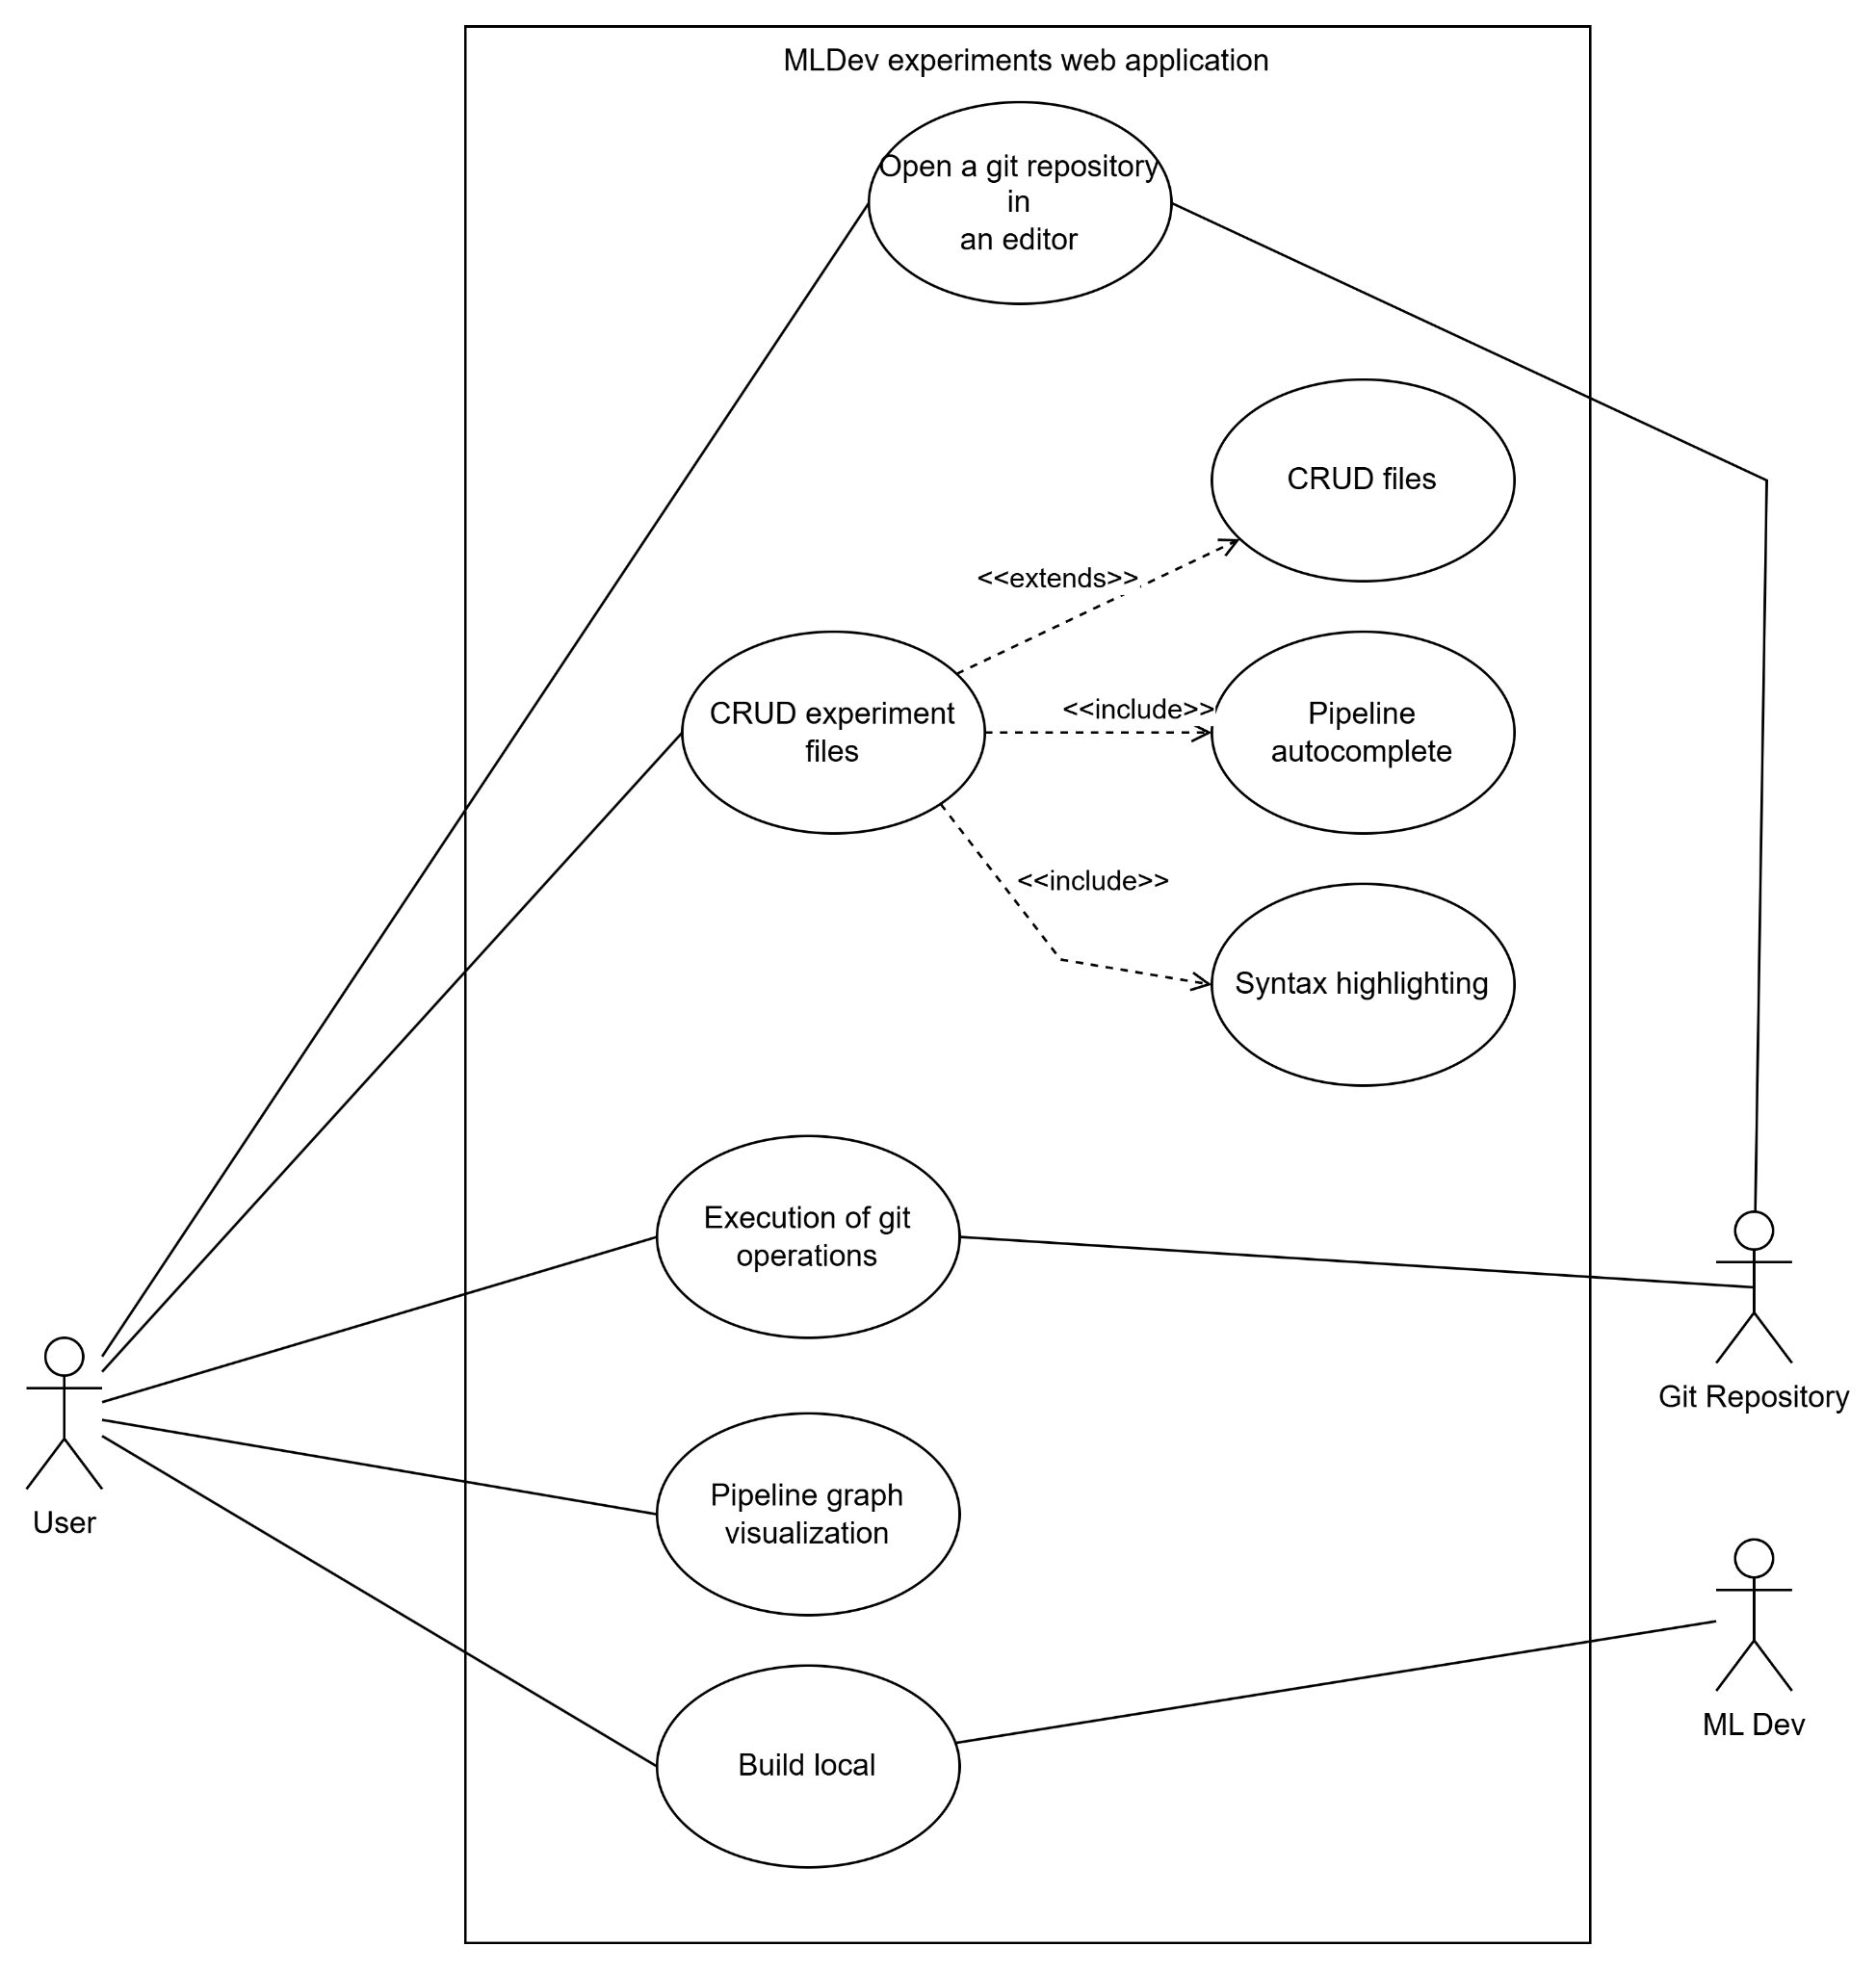 MLDev experiments web application
Open a git repository
in
an editor
CRUD files
<<extends>>
CRUD experiment
files
<<include>>
Pipeline
autocomplete
<<include>>
Syntax highlighting
Execution of git
operations
Git Repository
User
Pipeline graph
visualization
ML Dev
Build local